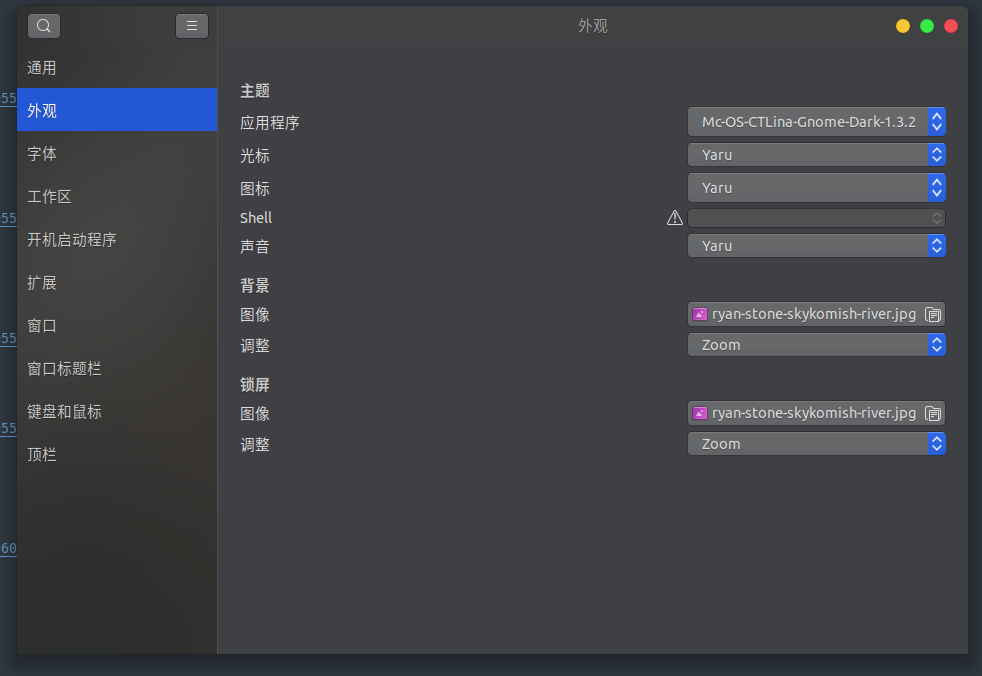 外观
通用
外观
字体
工作区
开机启动程序
扩展
窗口
窗口标题栏
键盘和鼠标
顶栏
主题
应用程序 Mc-OS-CTLina-Gnome-Dark-1.3.2
光标 Yaru
图标 Yaru
Shell
声音 Yaru
背景
图像 ryan-stone-skykomish-river.jpg
调整 Zoom
锁屏
图像 ryan-stone-skykomish-river.jpg
调整 Zoom
55
55
55
55
60